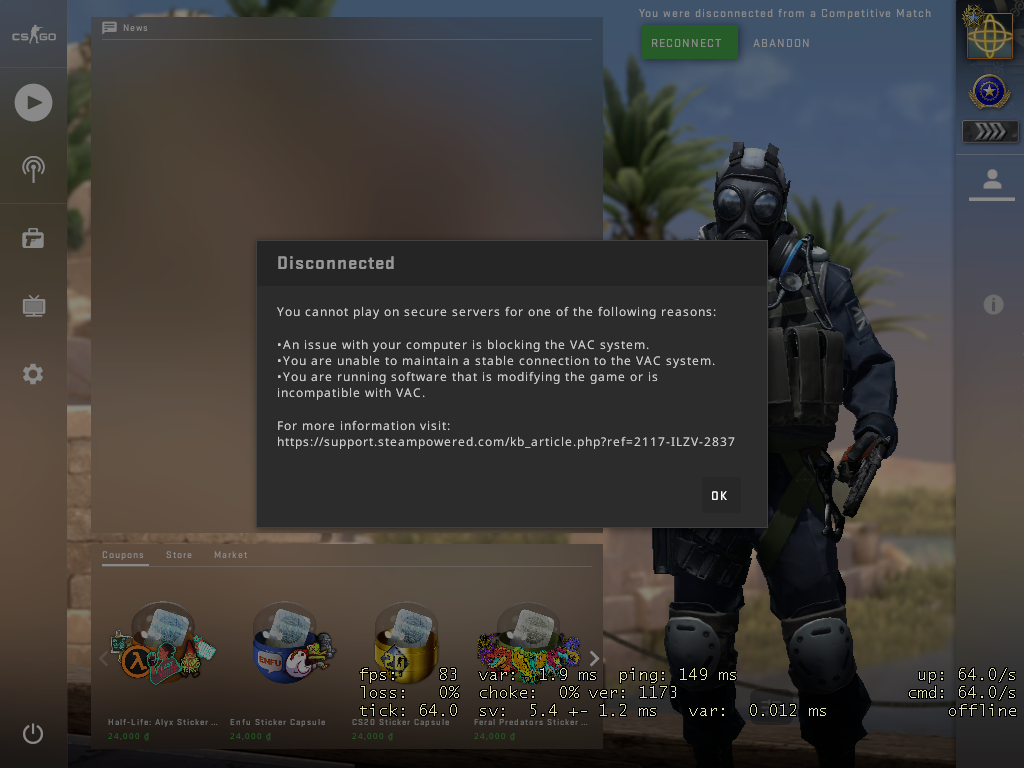 CS GO
News
You were disconnected from a Competitive Match
RECONNECT ABANDON
Disconnected
You cannot play on secure servers for one of the following reasons:
•An issue with your computer is blocking the VAC system.
•You are unable to maintain a stable connection to the VAC system.
•You are running software that is modifying the game or is
incompatible with VAC.
For more information visit:
https://support.steampowered.com/kb_article.php?ref=2117-ILZV-2837
OK
Coupons Store Market
ENFU
20
fps: 83 var: 1.9 ms ping: 149 ms up: 64.0/s
loss: 0% choke: 0% ver: 1173 cmd: 64.0/s
tick: 64.0 sv: 5.4 +- 1.2 ms var: 0.012 ms offline
Half-Life: Alyx Sticker ... Enfu Sticker Capsule CS20 Sticker Capsule Feral Predators Sticker ...
24,000 ₫ 24,000 ₫ 24,000 ₫ 24,000 ₫